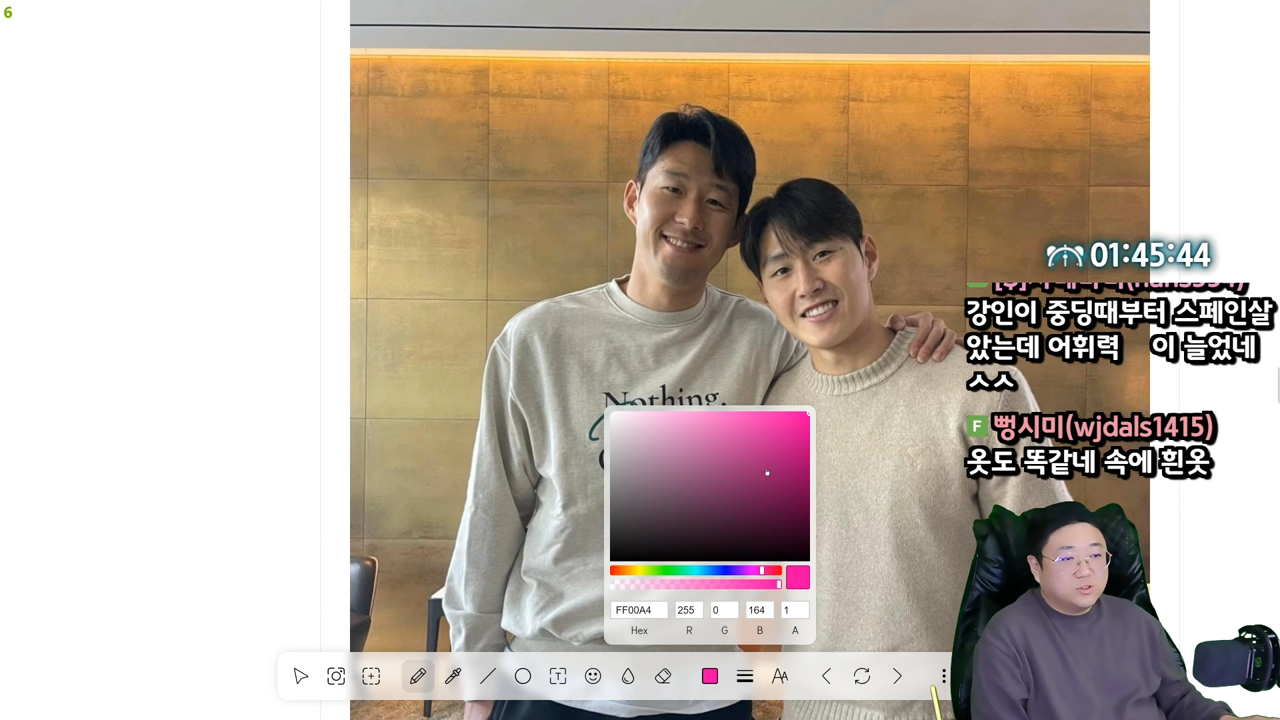 6
01:45:44
강인이 중딩때부터 스페인살
았는데 어휘력 이 늘었네
ㅅㅅ
F 뻥시미(wjdals1415)
옷도 똑같네 속에 흰옷
Nothing.
FF00A4 255 0 164 1
Hex R G B A